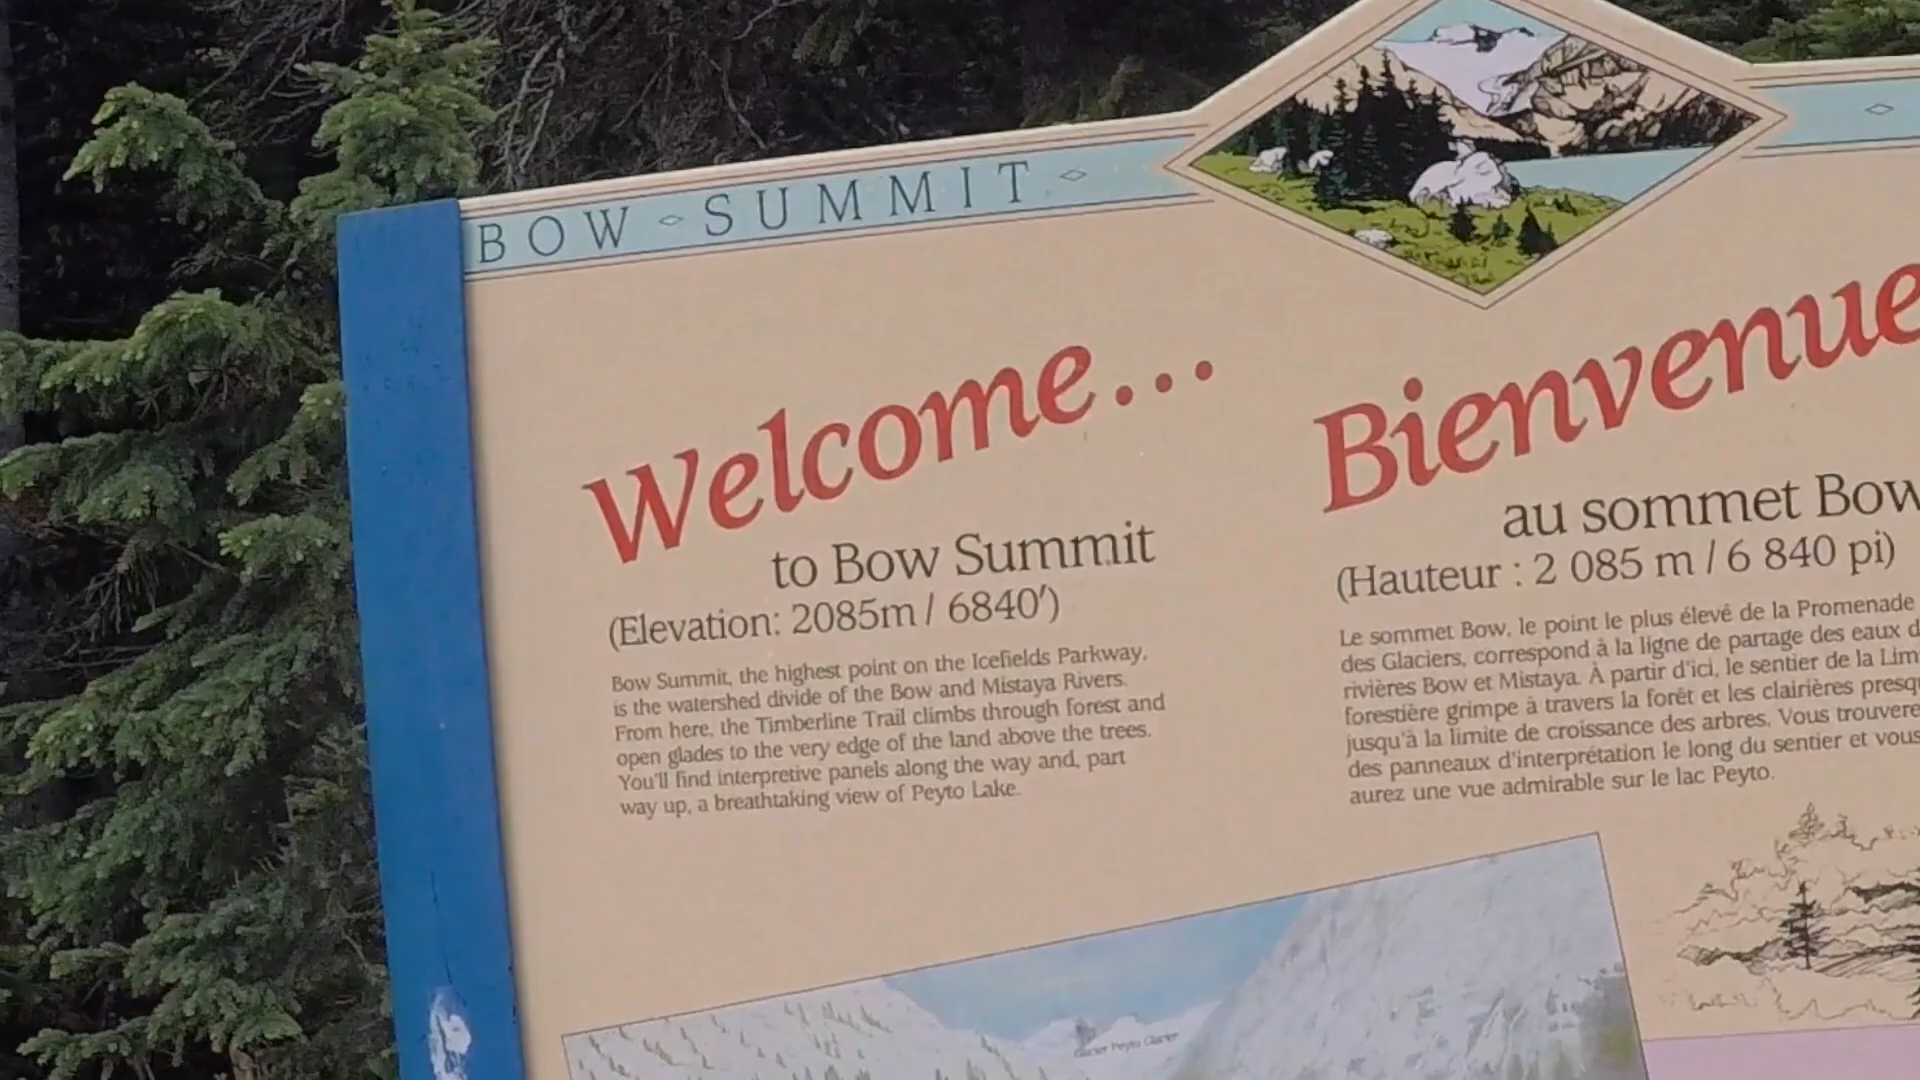 BOW SUMMIT
Welcome...
to Bow Summit
(Elevation: 2085m / 6840')
Bow Summit, the highest point on the Icefields Parkway,
is the watershed divide of the Bow and Mistaya Rivers.
From here, the Timberline Trail climbs through forest and
open glades to the very edge of the land above the trees.
You'll find interpretive panels along the way and, part
way up, a breathtaking view of Peyto Lake.
Bienvenue
au sommet Bow
(Hauteur : 2 085 m / 6 840 pi)
Le sommet Bow, le point le plus élevé de la Promenade
des Glaciers, correspond à la ligne de partage des eaux d
rivières Bow et Mistaya. À partir d'ici, le sentier de la Lim
forestière grimpe à travers la forêt et les clairières presqu
jusqu'à la limite de croissance des arbres. Vous trouvere
des panneaux d'interprétation le long du sentier et vous
aurez une vue admirable sur le lac Peyto.
Glacier Peyto Glacier